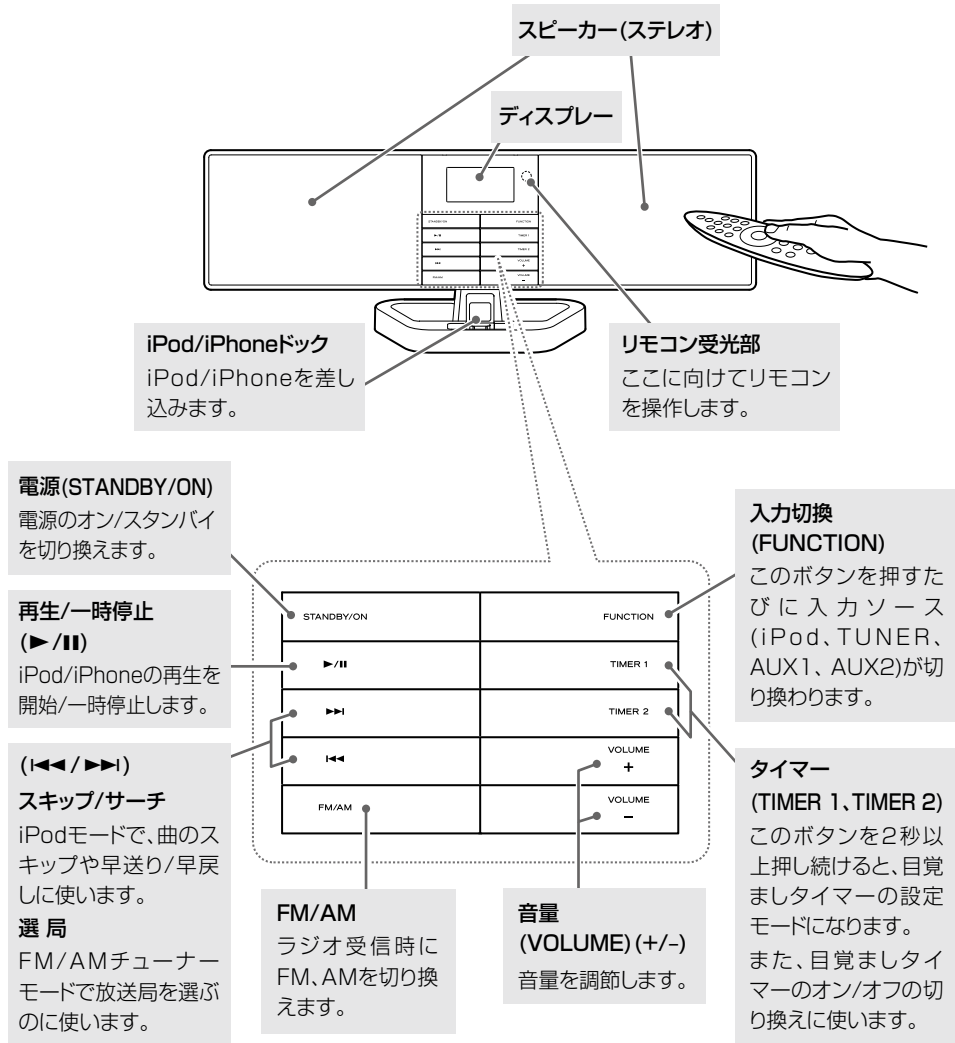 スピーカー(ステレオ)
ディスプレー
STANDBY/ON
FUNCTION
►/II
TIMER 1
►►I
TIMER 2
I◄◄
VOLUME
+
FM/AM
VOLUME
–
iPod/iPhoneドック
iPod/iPhoneを差し
込みます。
リモコン受光部
ここに向けてリモコン
を操作します。
電源(STANDBY/ON)
電源のオン/スタンバイ
を切り換えます。
再生/一時停止
(►/II)
iPod/iPhoneの再生を
開始/一時停止します。
(I◄◄/►►I)
スキップ/サーチ
iPodモードで、曲のス
キップや早送り/早戻
しに使います。
選 局
FM/AMチューナー
モードで放送局を選ぶ
のに使います。
STANDBY/ON
FUNCTION
►/II
TIMER 1
►►I
TIMER 2
I◄◄
VOLUME
+
FM/AM
VOLUME
–
FM/AM
ラジオ受信時に
FM、AMを切り換
えます。
音量
(VOLUME)(+/–)
音量を調節します。
入力切換
(FUNCTION)
このボタンを押すた
びに入力ソース
(iPod、TUNER、
AUX1、AUX2)が切
り換わります。
タイマー
(TIMER 1、TIMER 2)
このボタンを2秒以
上押し続けると、目覚
ましタイマーの設定
モードになります。
また、目覚ましタイ
マーのオン/オフの切
り換えに使います。